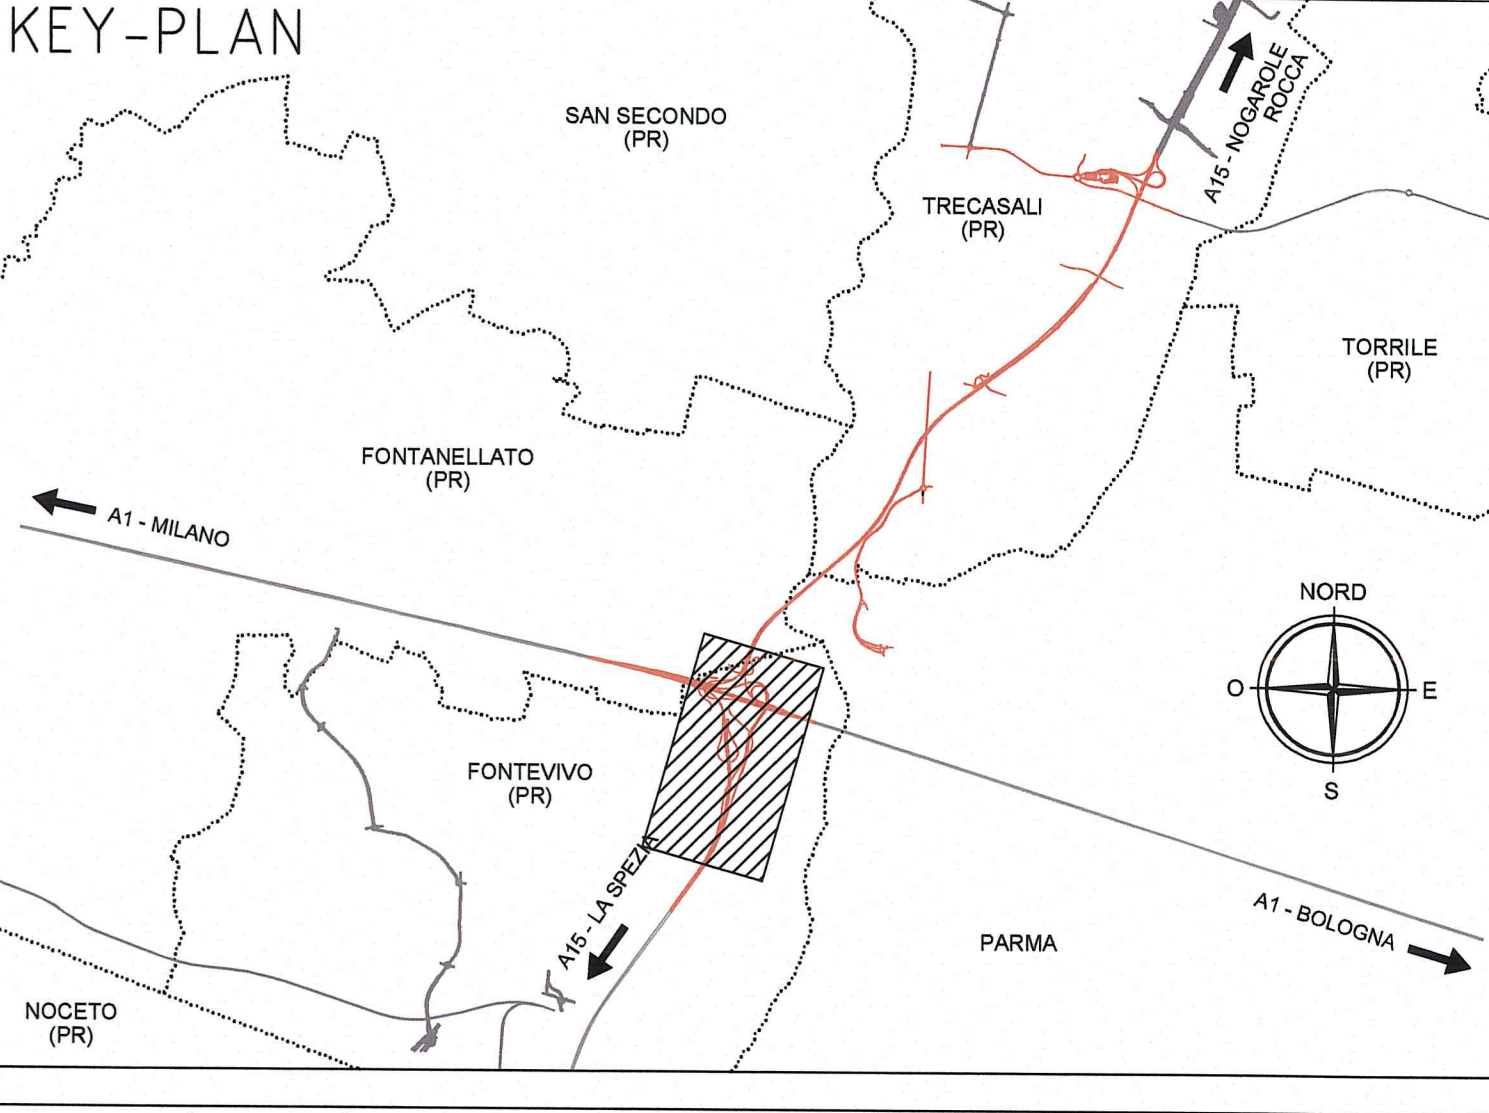 KEY-PLAN
SAN SECONDO
(PR)
A15 - NOGAROLE
ROCCA
TRECASALI
(PR)
TORRILE
(PR)
FONTANELLATO
(PR)
A1 - MILANO
NORD
O
E
S
FONTEVIVO
(PR)
A15 - LA SPEZIA
A1 - BOLOGNA
PARMA
NOCETO
(PR)